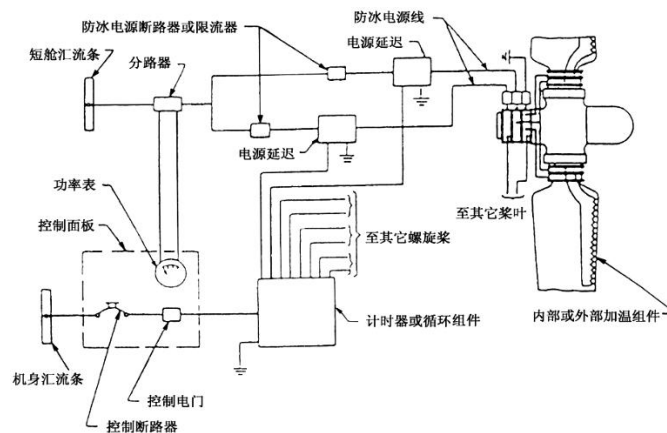 防冰电源断路器或限流器
防冰电源线
电源延迟
短舱汇流条
分路器
电源延迟
功率表
控制面板
至其它桨叶
至其它螺旋桨
计时器或循环组件
内部或外部加温组件
机身汇流条
控制电门
控制断路器